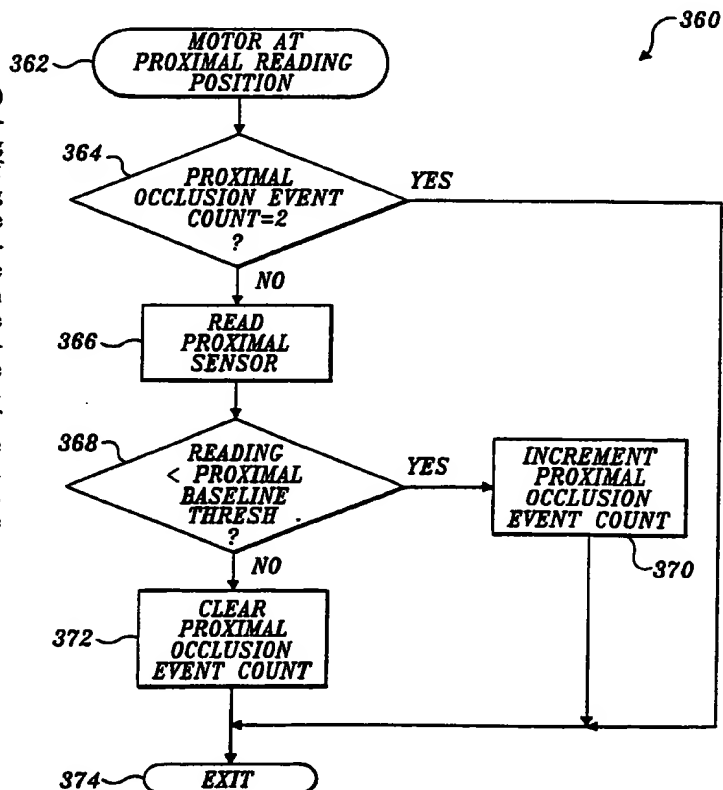 360
362
MOTOR AT
PROXIMAL READING
POSITION
364
PROXIMAL
OCCLUSION EVENT
COUNT=2
?
YES
NO
366
READ
PROXIMAL
SENSOR
368
READING
< PROXIMAL
BASELINE
THRESH
?
YES
INCREMENT
PROXIMAL
OCCLUSION
EVENT COUNT
370
NO
372
CLEAR
PROXIMAL
OCCLUSION
EVENT COUNT
374
EXIT